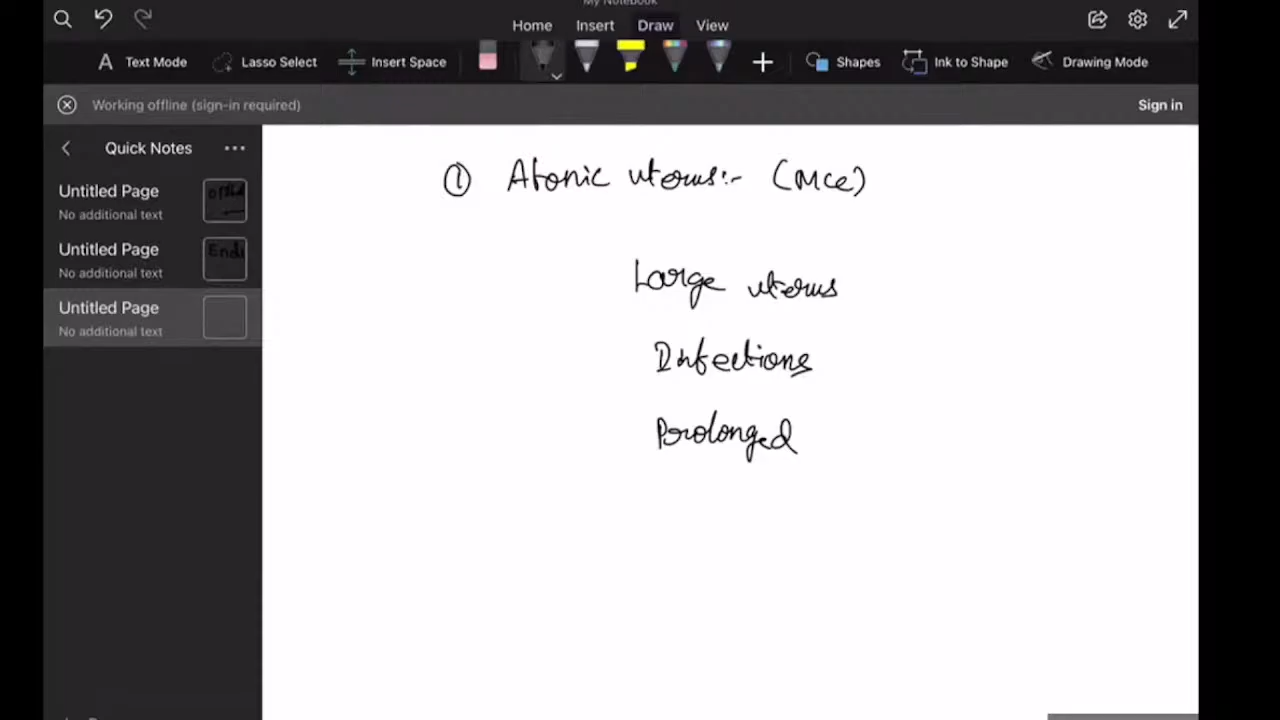 My Notebook
Home Insert Draw View
Text Mode Lasso Select Insert Space Shapes Ink to Shape Drawing Mode
Working offline (sign-in required) Sign in
Quick Notes
Untitled Page
No additional text
Untitled Page
No additional text
Untitled Page
No additional text
① Atonic uterus:- (MCC)
Large uterus
Infections
Prolonged